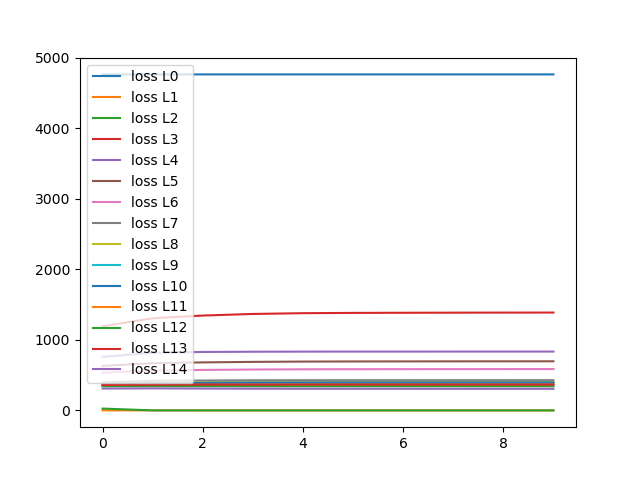 5000
4000
3000
2000
1000
0
loss L0
loss L1
loss L2
loss L3
loss L4
loss L5
loss L6
loss L7
loss L8
loss L9
loss L10
loss L11
loss L12
loss L13
loss L14
0 2 4 6 8